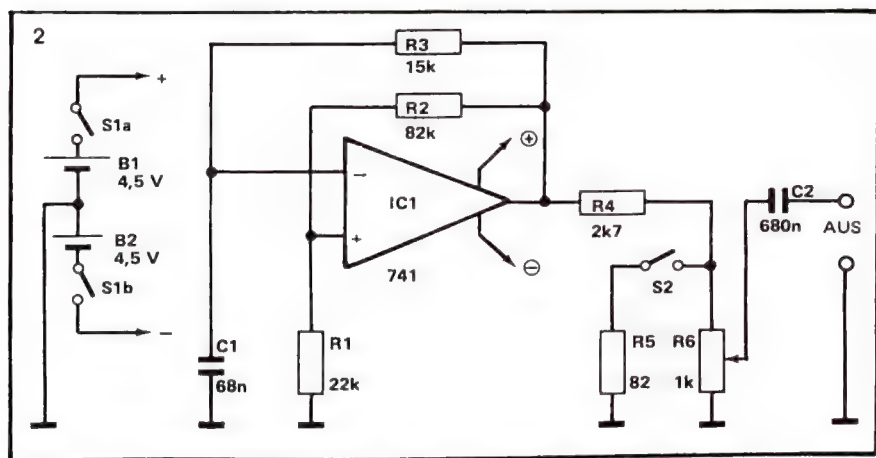 2
+
S1a
B1
4,5 V
B2
4,5 V
S1b
−
R3
15k
R2
82k
−
IC1
+
741
⊕
⊖
C1
68n
R1
22k
R4
2k7
S2
R5
82
R6
1k
C2
680n
AUS